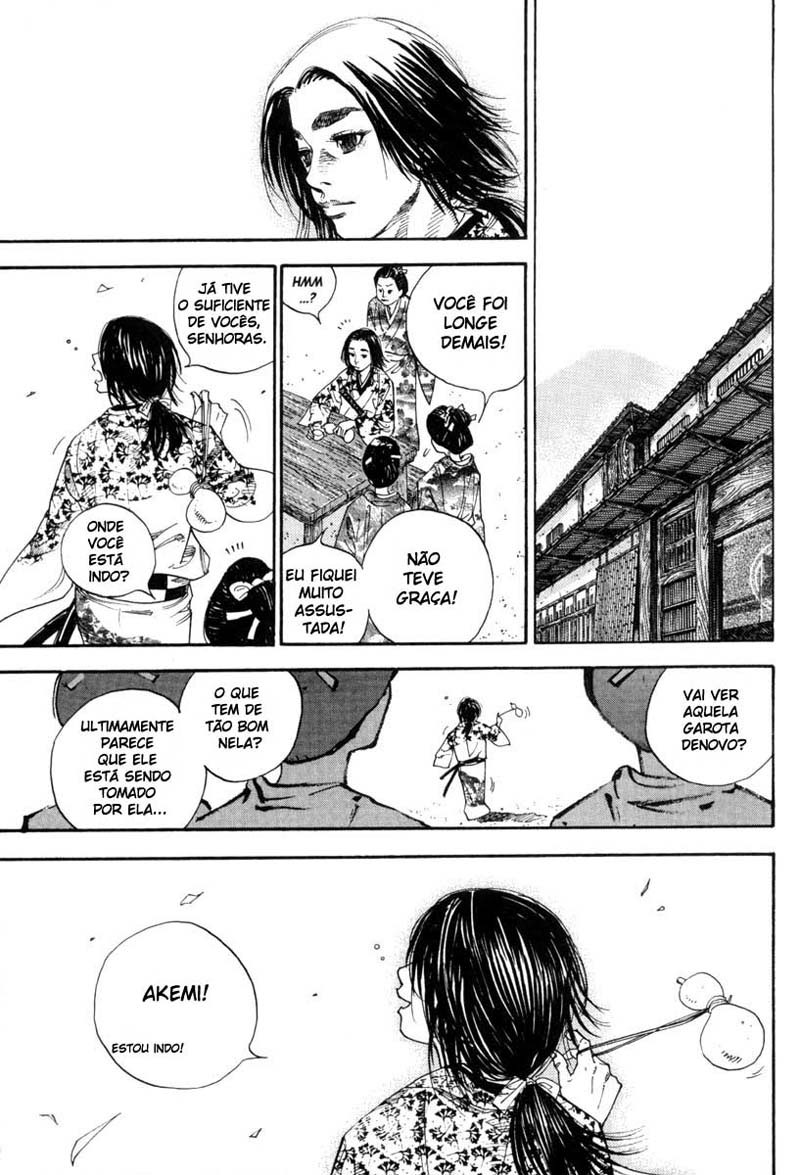 VOCÊ FOI
LONGE
DEMAIS!
HMM
...?
NÃO
TEVE
GRAÇA!
EU FIQUEI
MUITO
ASSUS-
TADA!
JÁ TIVE
O SUFICIENTE
DE VOCÊS,
SENHORAS.
ONDE
VOCÊ
ESTÁ
INDO?
VAI VER
AQUELA
GAROTA
DENOVO?
O QUE
TEM DE
TÃO BOM
NELA?
ULTIMAMENTE
PARECE
QUE ELE
ESTÁ SENDO
TOMADO
POR ELA...
AKEMI!
ESTOU INDO!